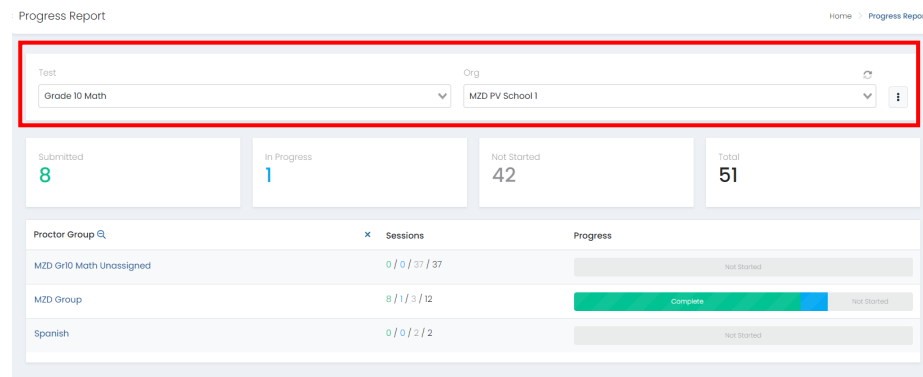 Progress Report
Home > Progress Repor
Test
Org
Grade 10 Math
MZD PV School 1
Submitted
8
In Progress
1
Not Started
42
Total
51
Proctor Group
Sessions
Progress
MZD Gr10 Math Unassigned
0 / 0 / 37 / 37
Not Started
MZD Group
8 / 1 / 3 / 12
Complete
Not Started
Spanish
0 / 0 / 2 / 2
Not Started